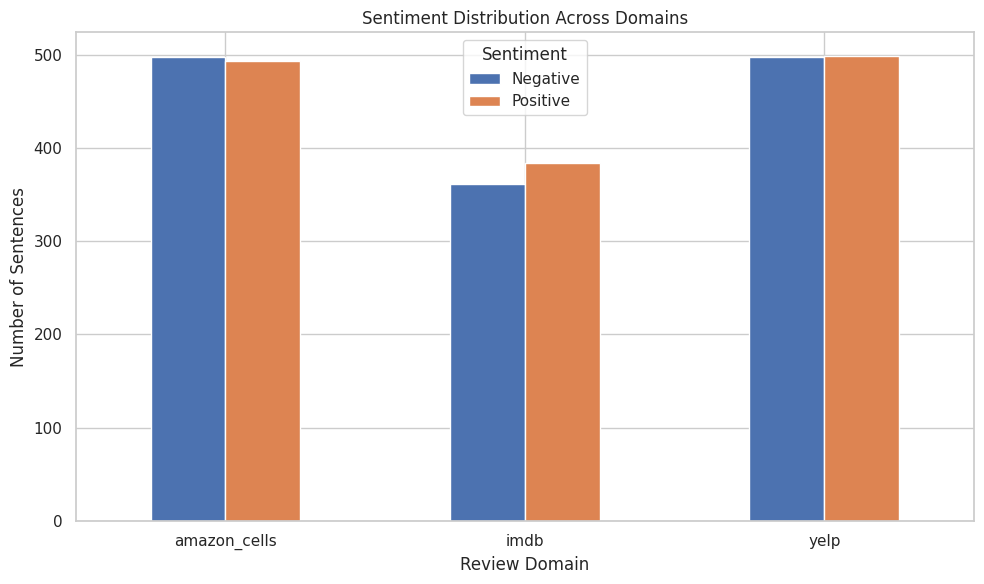 Sentiment Distribution Across Domains
Sentiment
Negative
Positive
Number of Sentences
500
400
300
200
100
0
amazon_cells imdb yelp
Review Domain